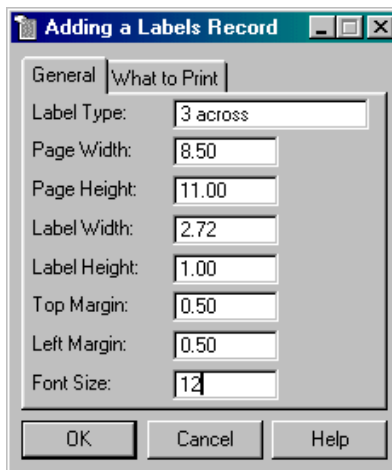 Adding a Labels Record
General What to Print
Label Type: 3 across
Page Width: 8.50
Page Height: 11.00
Label Width: 2.72
Label Height: 1.00
Top Margin: 0.50
Left Margin: 0.50
Font Size: 12
OK Cancel Help